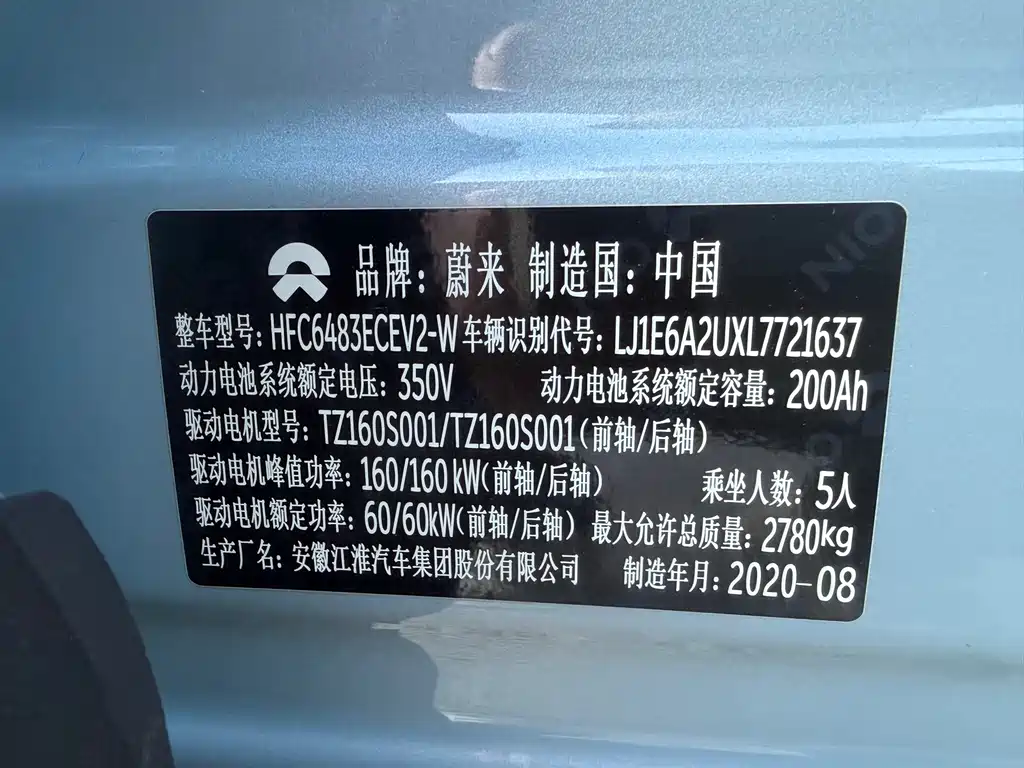 品牌：蔚来 制造国：中国
整车型号：HFC6483ECEV2-W 车辆识别代号：LJ1E6A2UXL7721637
动力电池系统额定电压：350V 动力电池系统额定容量：200Ah
驱动电机型号：TZ160S001/TZ160S001(前轴/后轴)
驱动电机峰值功率：160/160kW(前轴/后轴) 乘坐人数：5人
驱动电机额定功率：60/60kW(前轴/后轴) 最大允许总质量：2780kg
生产厂名：安徽江淮汽车集团股份有限公司 制造年月：2020-08
NIO